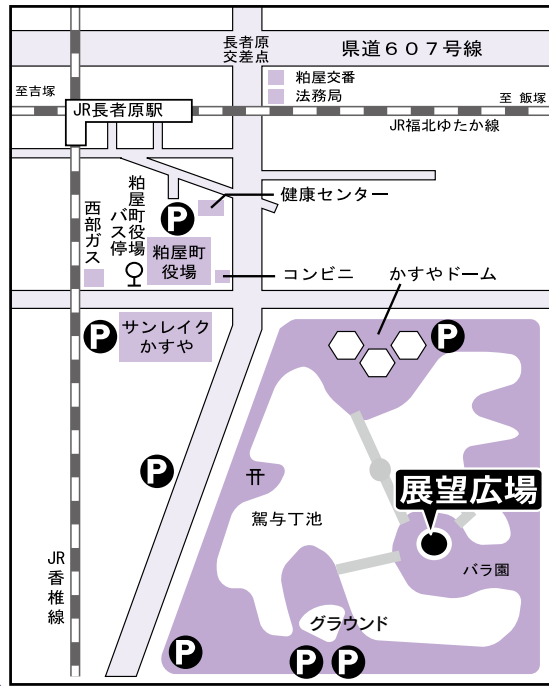 長者原
交差点
県道607号線
至吉塚
粕屋交番
法務局
至 飯塚
JR長者原駅
JR福北ゆたか線
健康センター
粕屋町役場
バス停
西部ガス
P
粕屋町
役場
コンビニ
かすやドーム
P
サンレイク
かすや
P
P
展望広場
駕与丁池
バラ園
JR香椎線
グラウンド
P
P
P